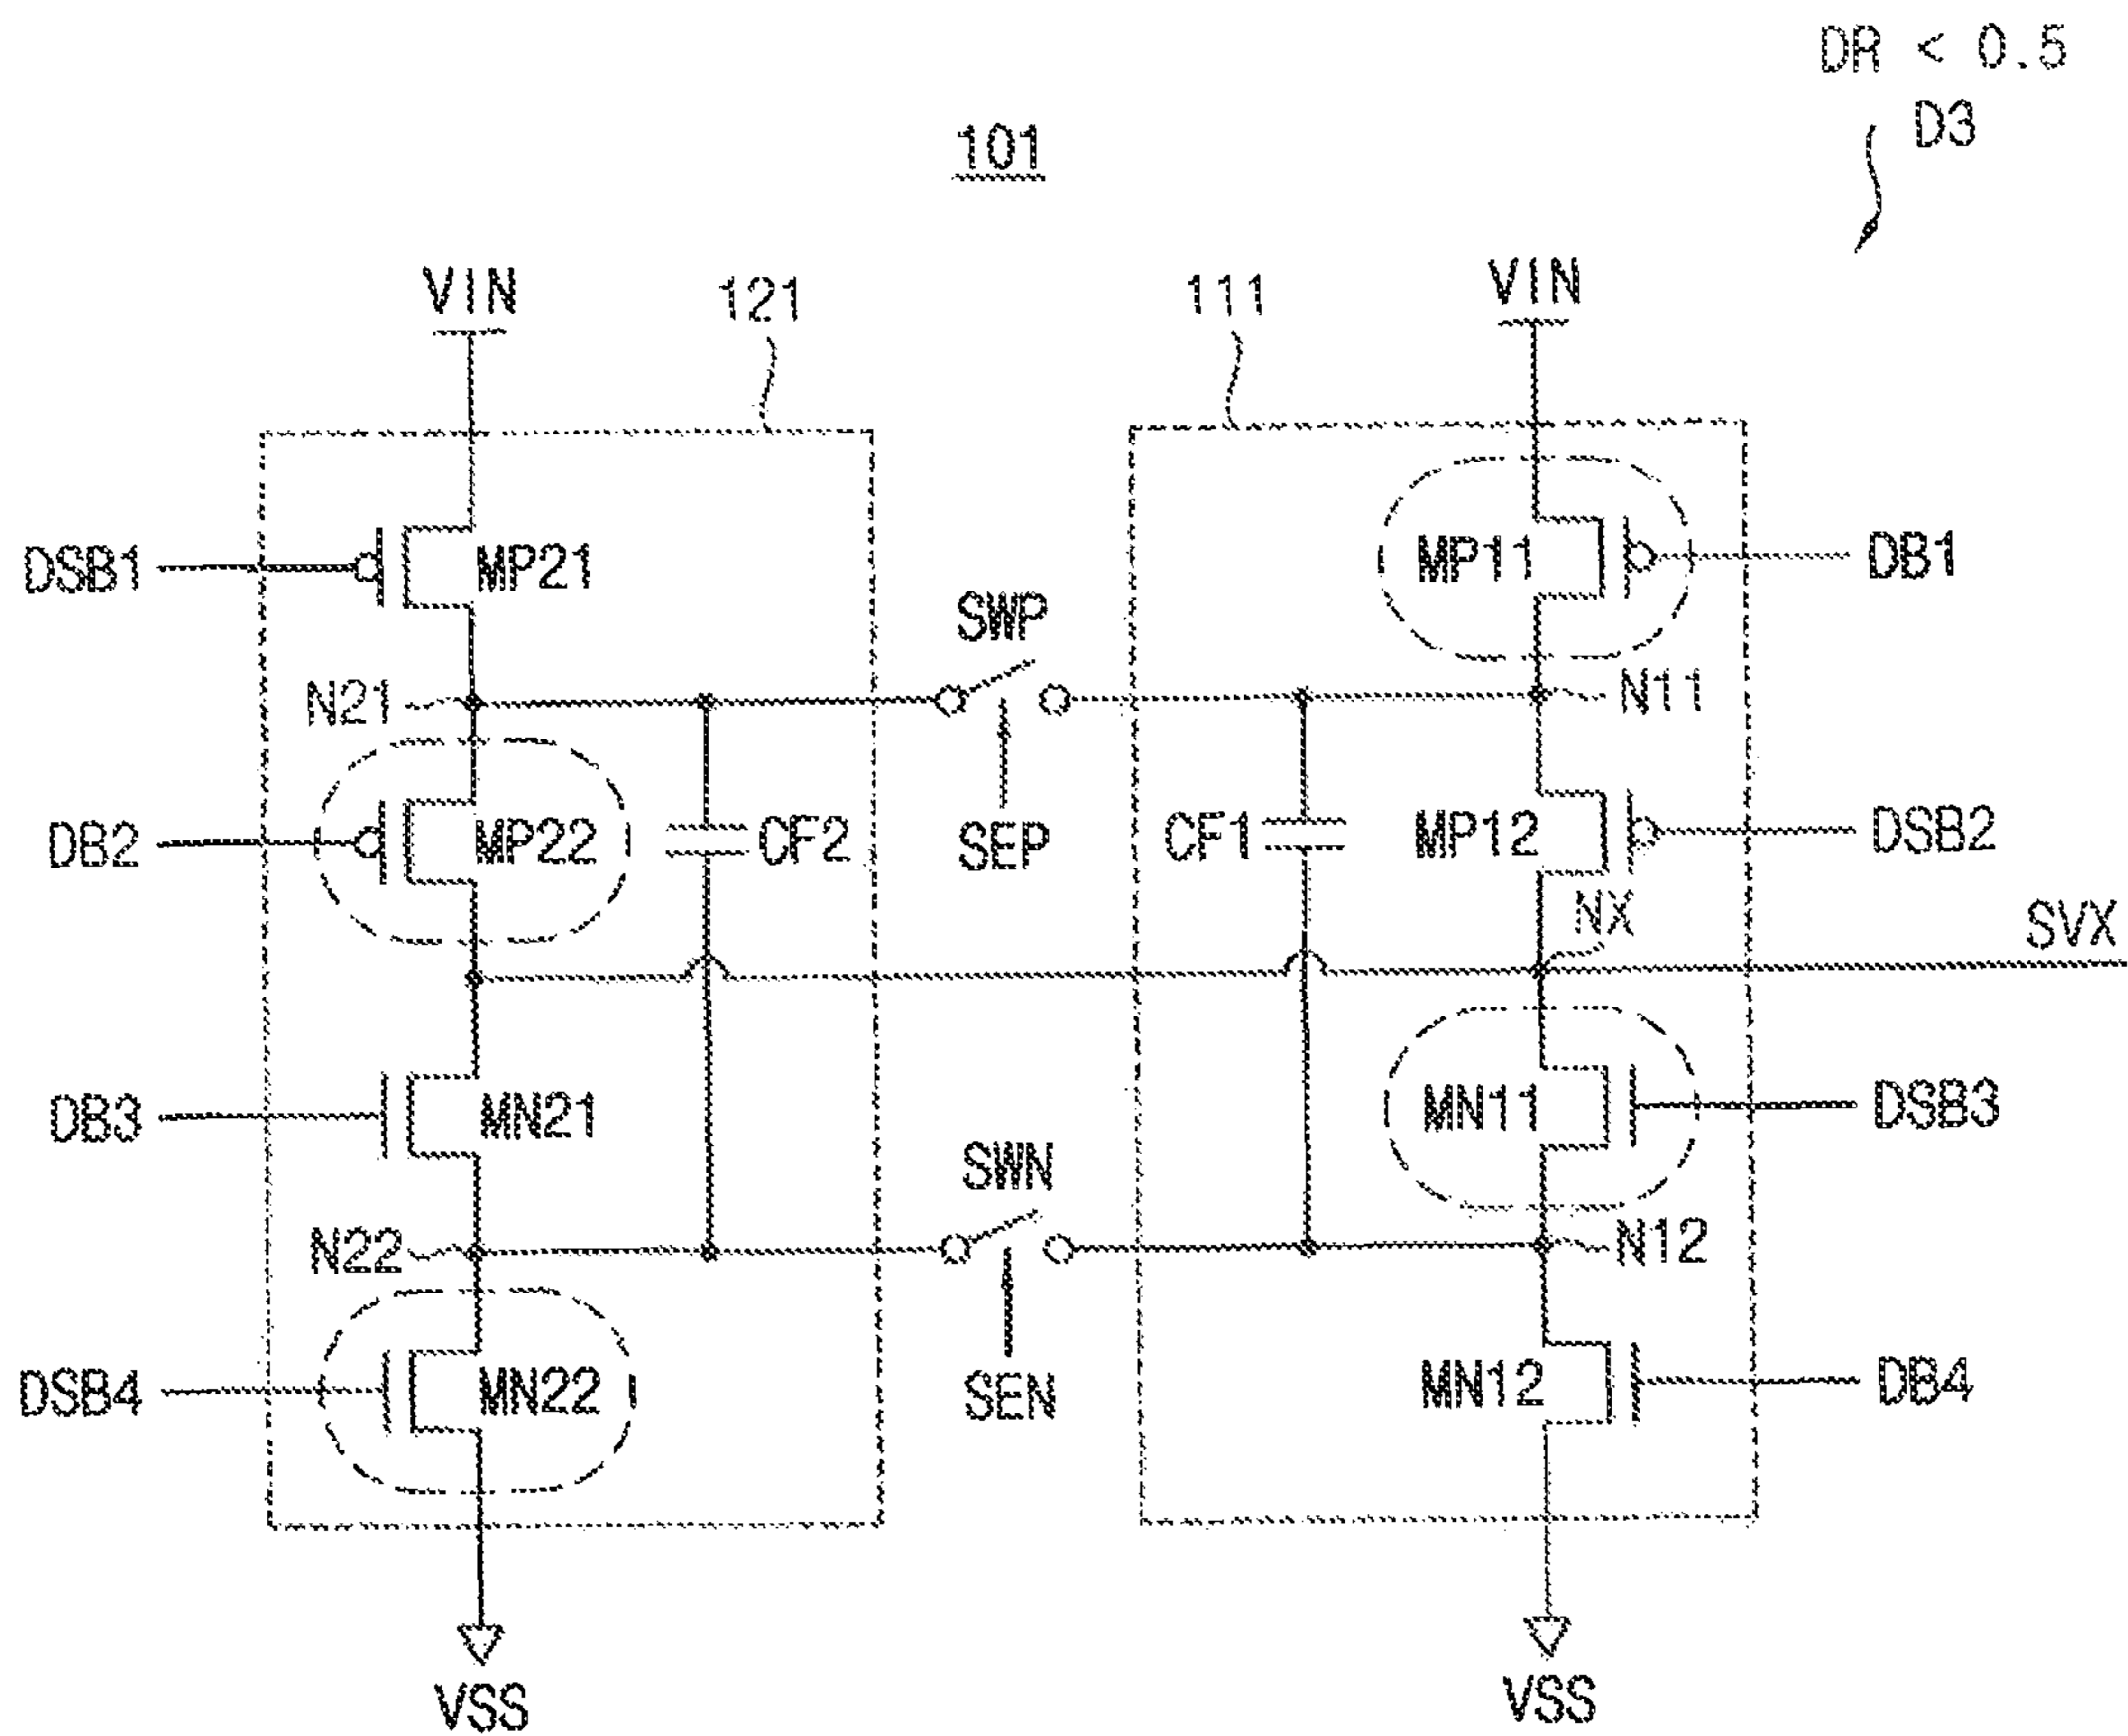 DR < 0.5
D3
101
VIN
121
111
VIN
DSB1
MP21
SWP
MP11
DB1
N21
N11
DB2
MP22
CF2
SEP
CF1
MP12
DSB2
NX
SVX
DB3
MN21
MN11
DSB3
SWN
N22
N12
DSB4
MN22
SEN
MN12
DB4
VSS
VSS